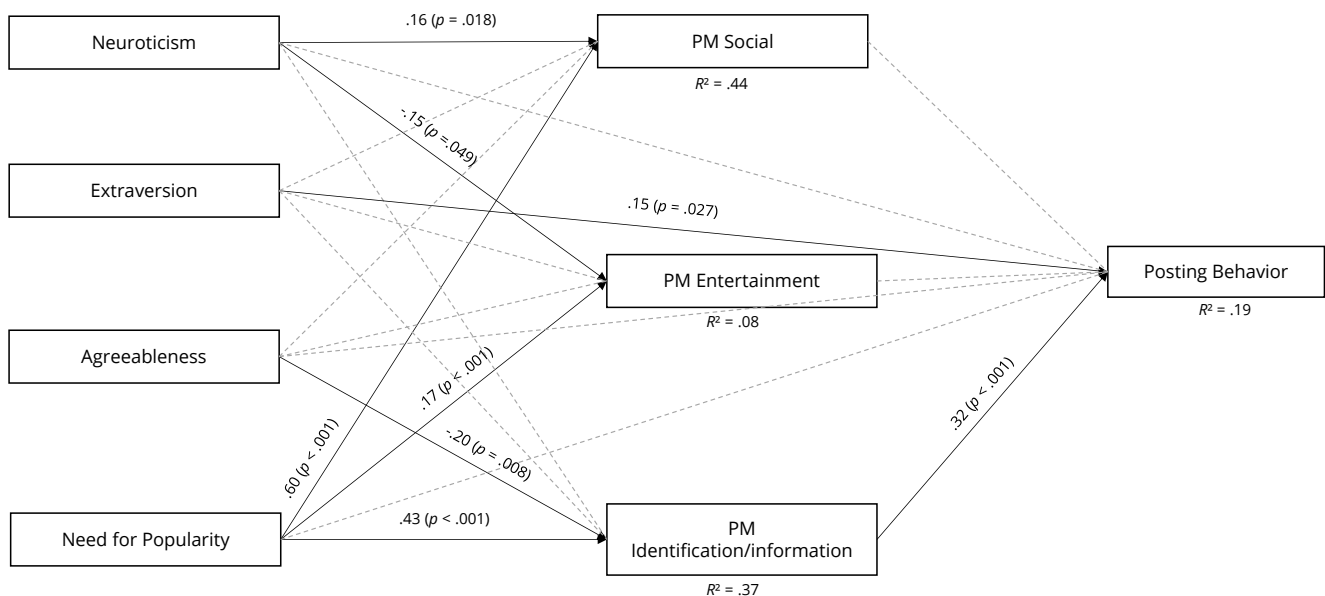 .16 (p = .018)
Neuroticism
PM Social
R² = .44
-.15 (p =.049)
Extraversion
.15 (p = .027)
PM Entertainment
R² = .08
Posting Behavior
R² = .19
Agreeableness
.17 (p < .001)
.32 (p < .001)
-.20 (p = .008)
.60 (p < .001)
.43 (p < .001)
Need for Popularity
PM
Identification/information
R² = .37